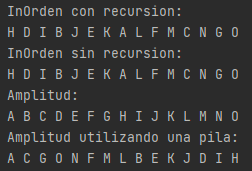 InOrden con recursion:
H D I B J E K A L F M C N G O
InOrden sin recursion:
H D I B J E K A L F M C N G O
Amplitud:
A B C D E F G H I J K L M N O
Amplitud utilizando una pila:
A C G O N F M L B E K J D I H